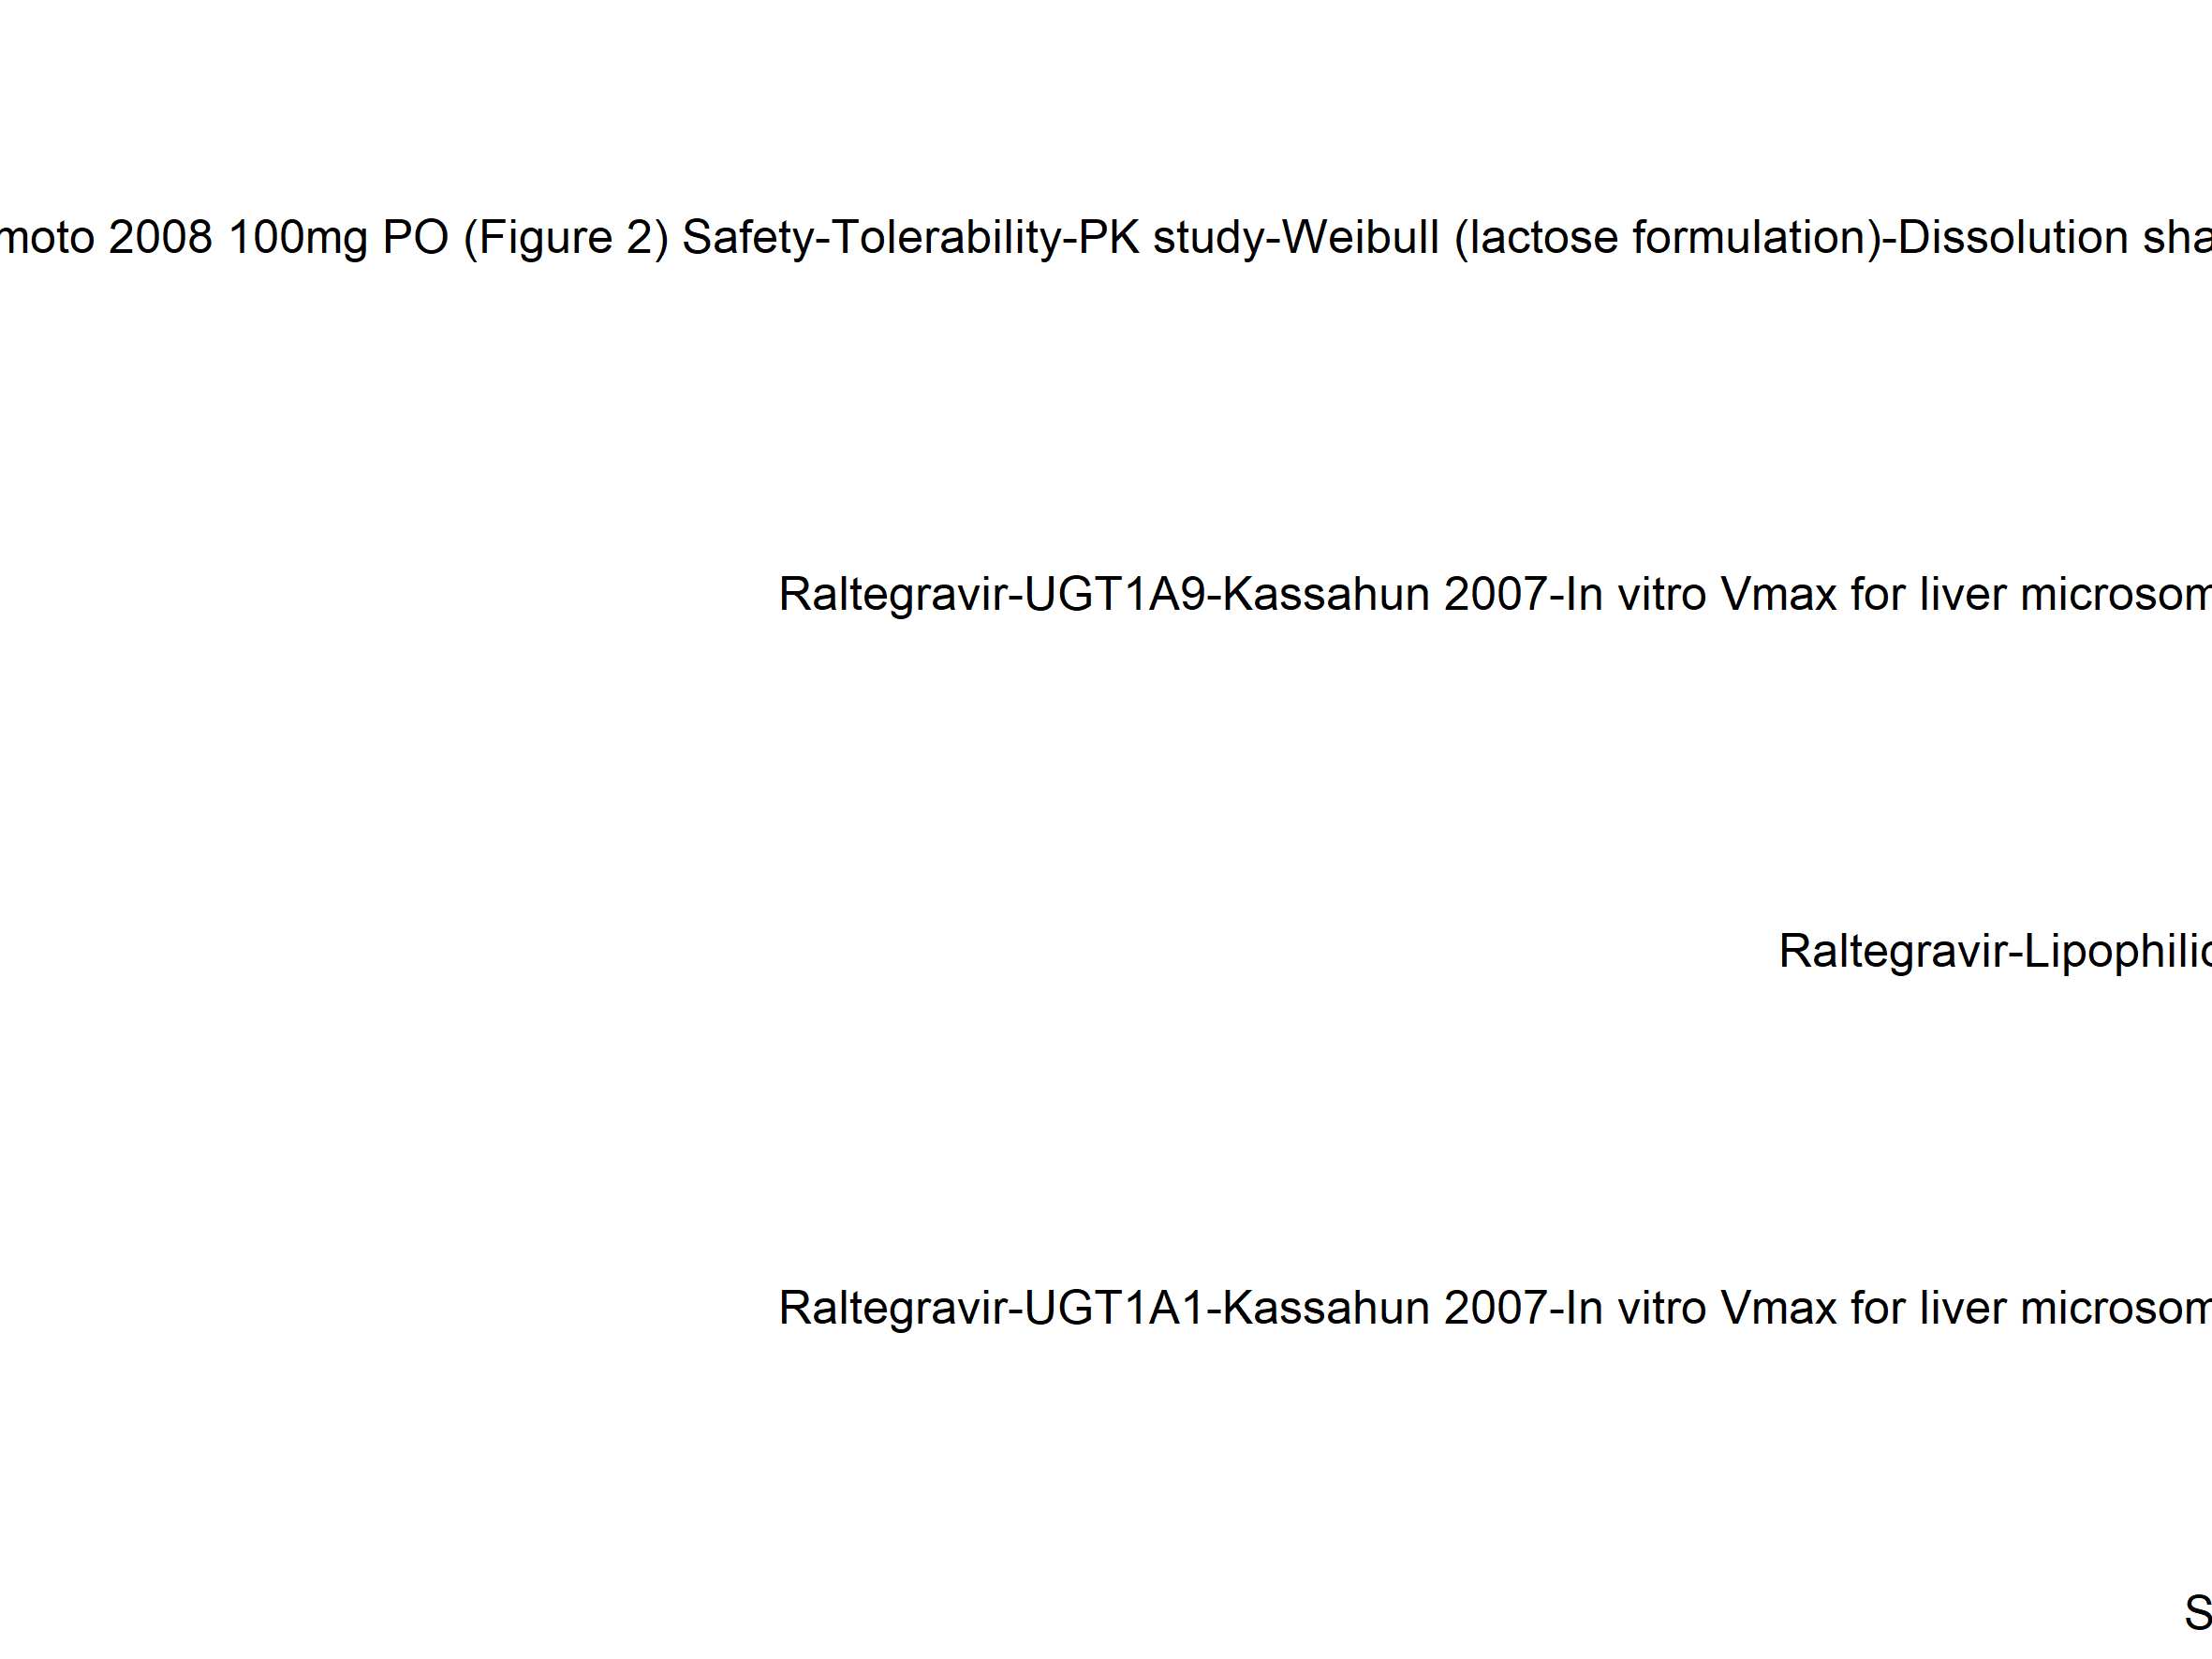 moto 2008 100mg PO (Figure 2) Safety-Tolerability-PK study-Weibull (lactose formulation)-Dissolution sha
Raltegravir-UGT1A9-Kassahun 2007-In vitro Vmax for liver microsom
Raltegravir-Lipophilic
Raltegravir-UGT1A1-Kassahun 2007-In vitro Vmax for liver microsom
S